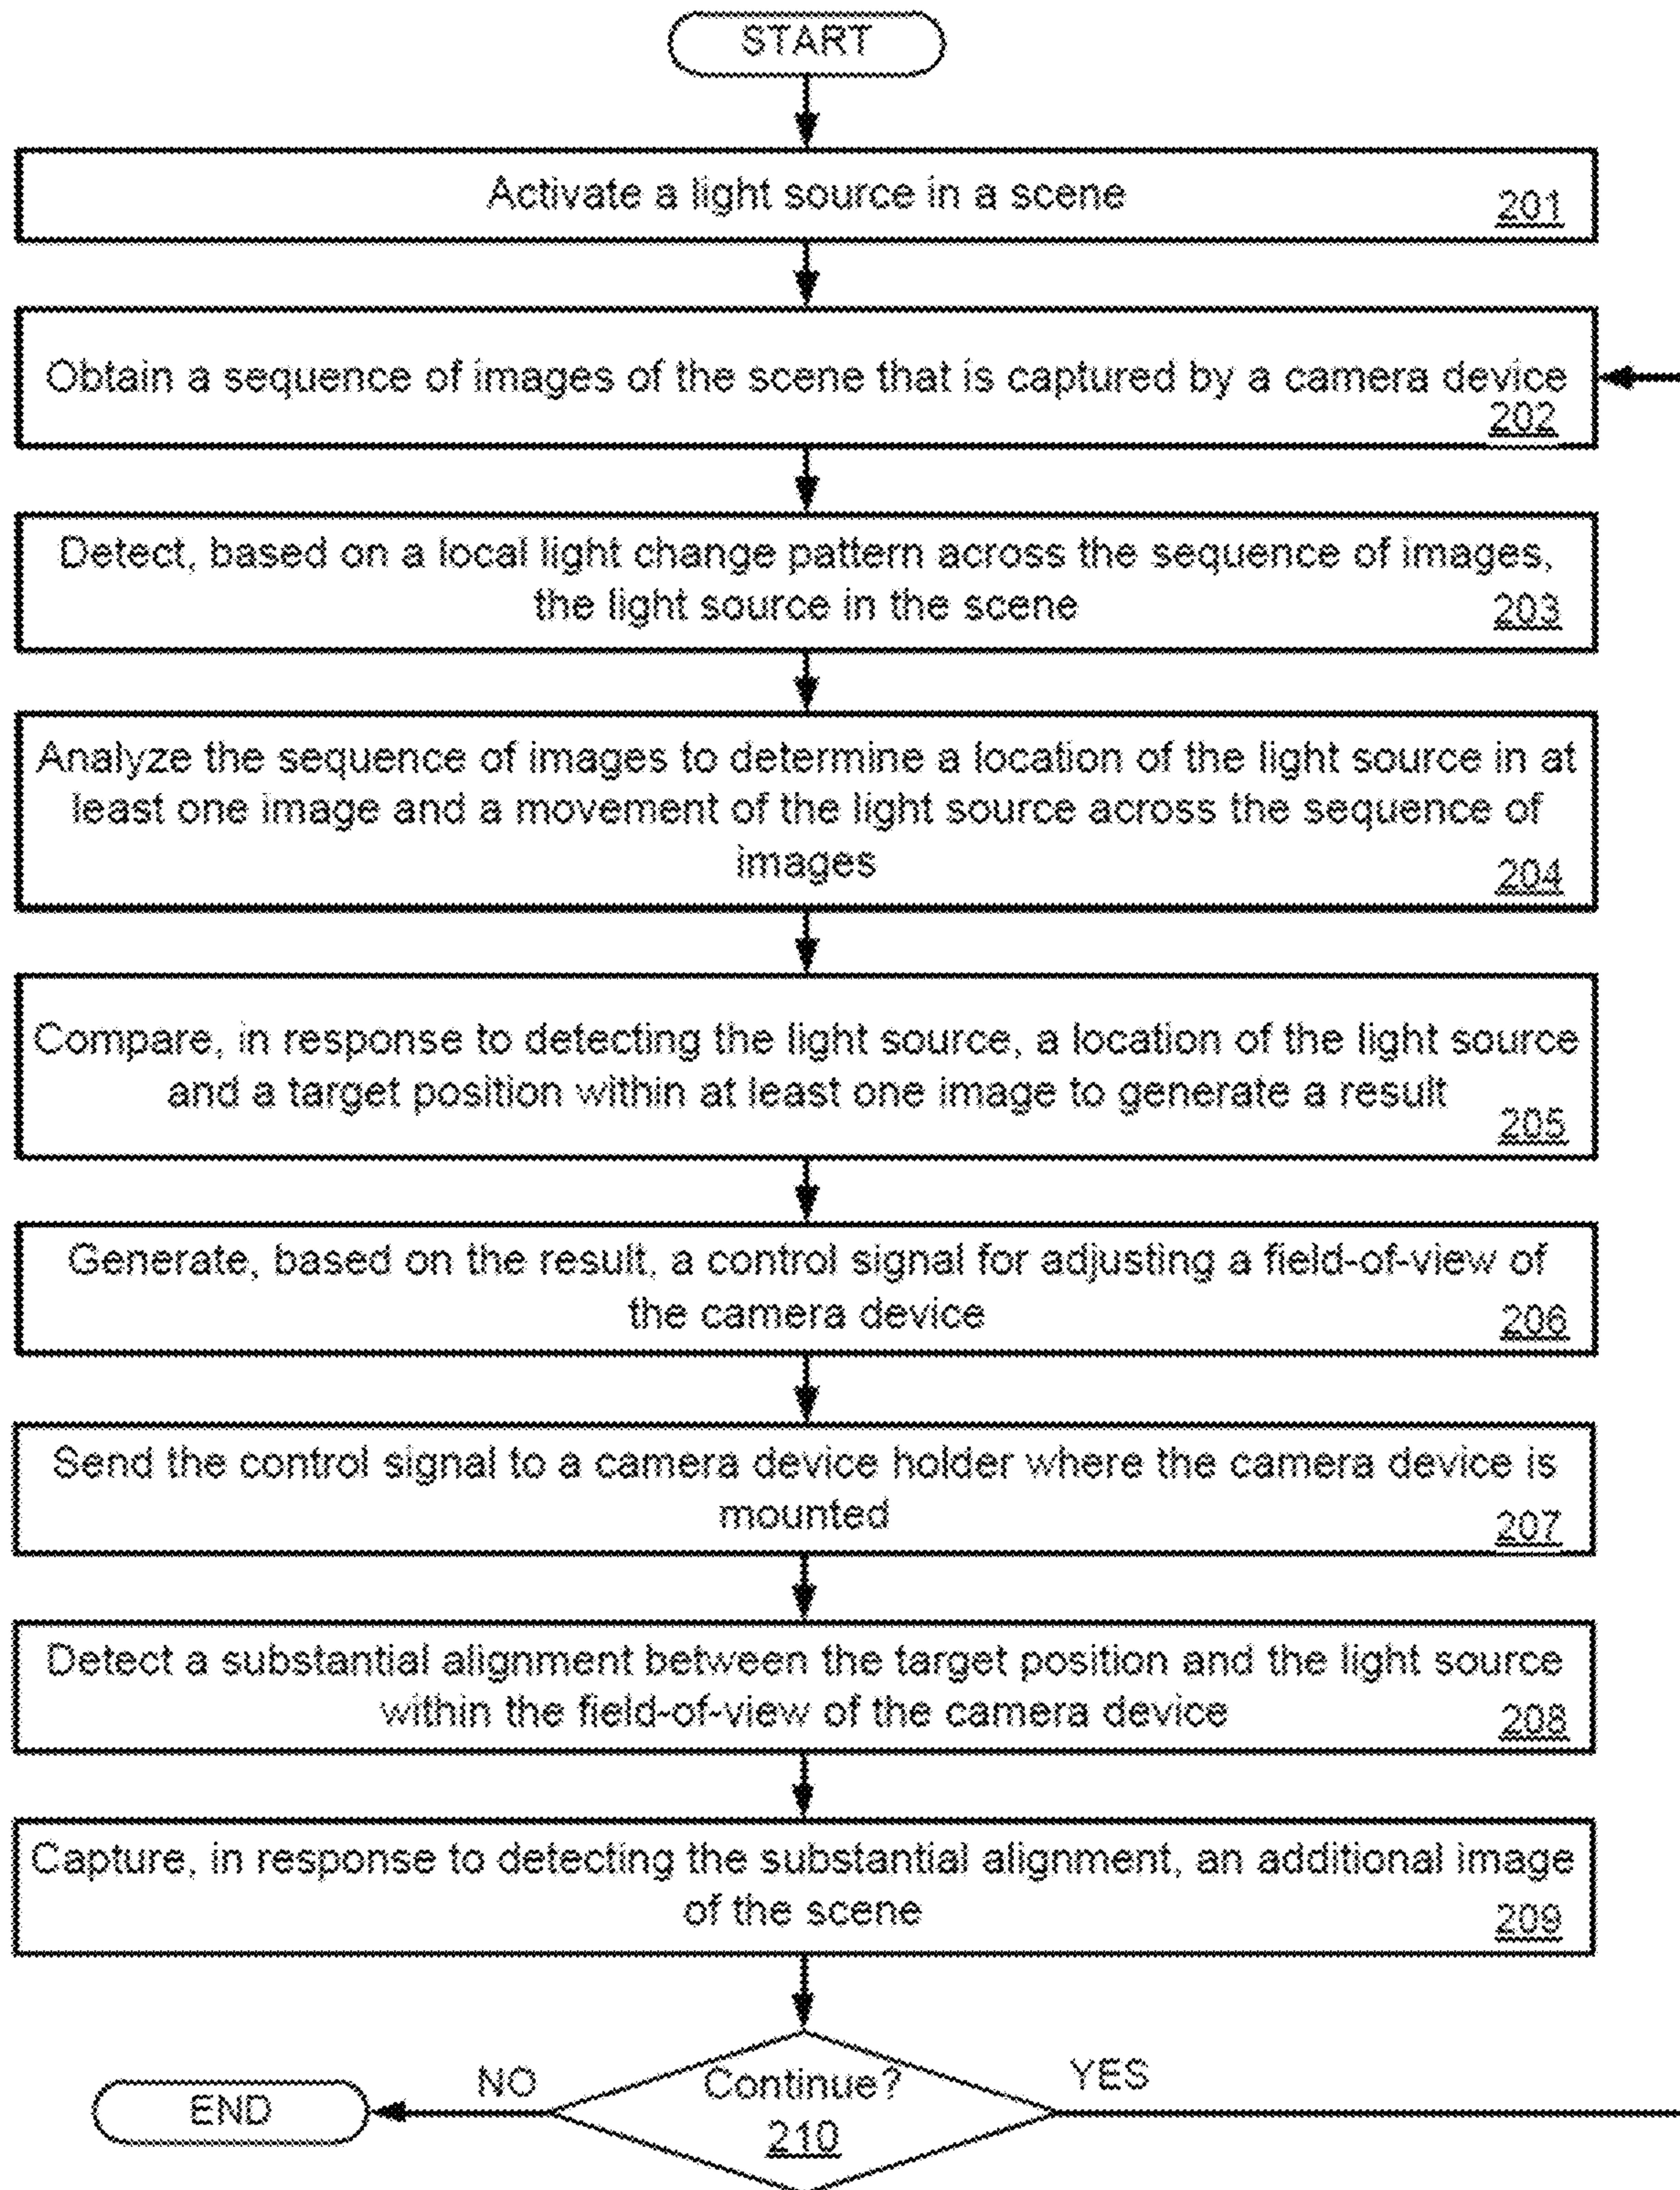 START
Activate a light source in a scene
201
Obtain a sequence of images of the scene that is captured by a camera device
202
Detect, based on a local light change pattern across the sequence of images,
the light source in the scene
203
Analyze the sequence of images to determine a location of the light source in at
least one image and a movement of the light source across the sequence of
images
204
Compare, in response to detecting the light source, a location of the light source
and a target position within at least one image to generate a result
205
Generate, based on the result, a control signal for adjusting a field-of-view of
the camera device
206
Send the control signal to a camera device holder where the camera device is
mounted
207
Detect a substantial alignment between the target position and the light source
within the field-of-view of the camera device
208
Capture, in response to detecting the substantial alignment, an additional image
of the scene
209
Continue?
210
NO
YES
END